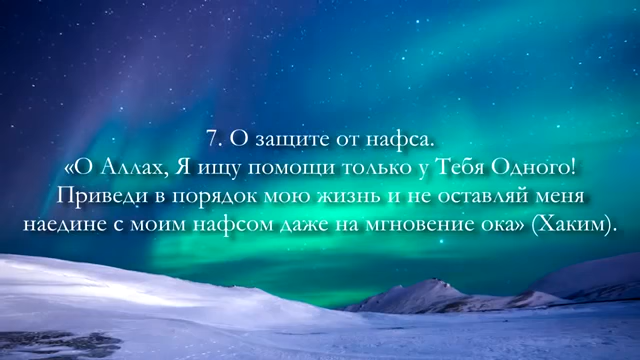 7. О защите от нафса.
«О Аллах, Я ищу помощи только у Тебя Одного!
Приведи в порядок мою жизнь и не оставляй меня
наедине с моим нафсом даже на мгновение ока» (Хаким).